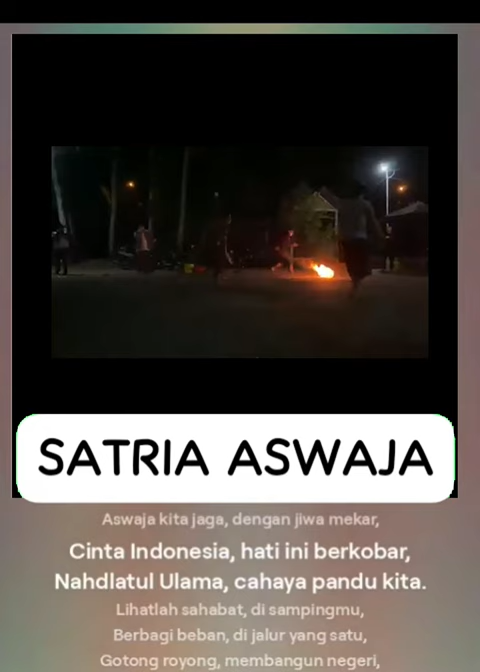 SATRIA ASWAJA
Aswaja kita jaga, dengan jiwa mekar,
Cinta Indonesia, hati ini berkobar,
Nahdlatul Ulama, cahaya pandu kita.
Lihatlah sahabat, di sampingmu,
Berbagi beban, di jalur yang satu,
Gotong royong, membangun negeri,